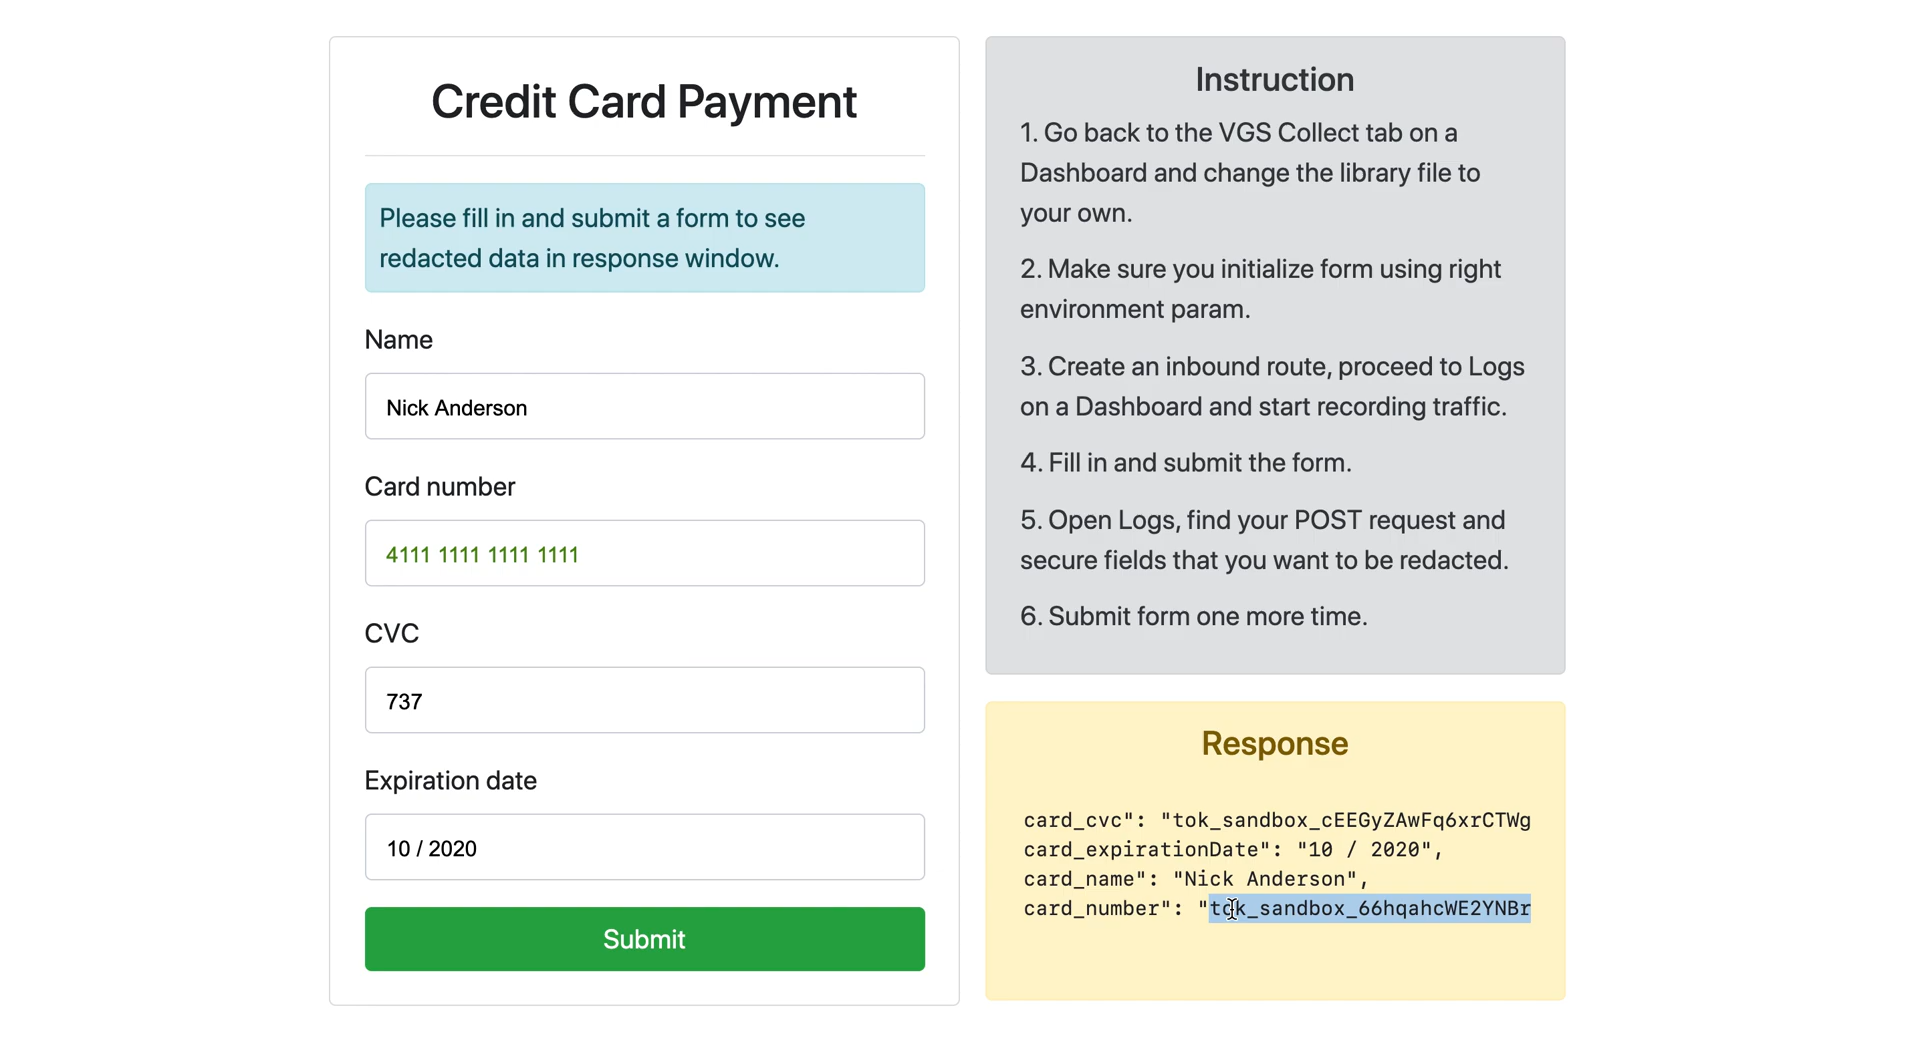 Credit Card Payment
Please fill in and submit a form to see
redacted data in response window.
Name
Nick Anderson
Card number
4111 1111 1111 1111
CVC
737
Expiration date
10 / 2020
Submit
Instruction
1. Go back to the VGS Collect tab on a
Dashboard and change the library file to
your own.
2. Make sure you initialize form using right
environment param.
3. Create an inbound route, proceed to Logs
on a Dashboard and start recording traffic.
4. Fill in and submit the form.
5. Open Logs, find your POST request and
secure fields that you want to be redacted.
6. Submit form one more time.
Response
card_cvc": "tok_sandbox_cEEGyZAwFq6xrCTWg
card_expirationDate": "10 / 2020",
card_name": "Nick Anderson",
card_number": "tok_sandbox_66hqahcWE2YNBr